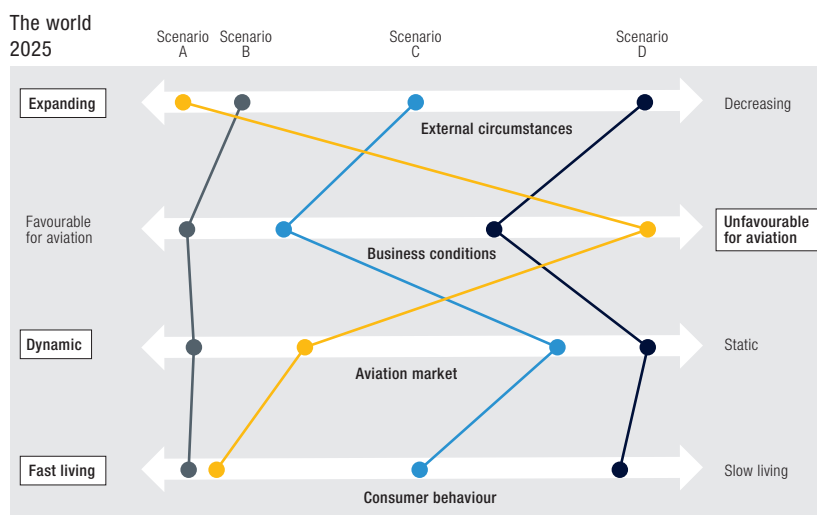 The world
2025
Scenario
A
Scenario
B
Scenario
C
Scenario
D
Expanding
Decreasing
External circumstances
Favourable
for aviation
Unfavourable
for aviation
Business conditions
Dynamic
Static
Aviation market
Fast living
Slow living
Consumer behaviour